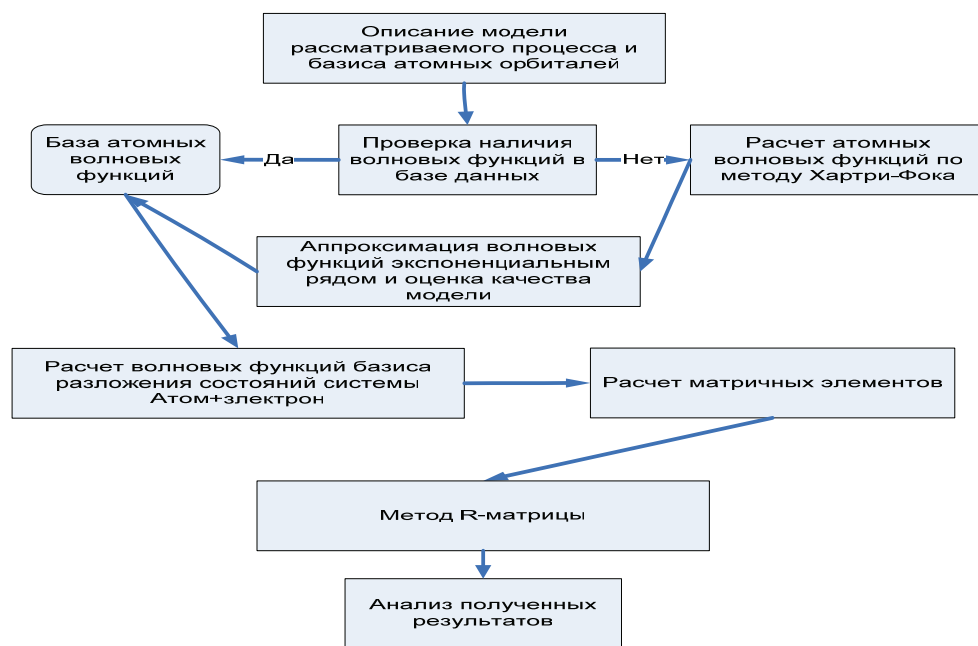 Описание модели
рассматриваемого процесса и
базиса атомных орбиталей
База атомных
волновых
функций
Да
Проверка наличия
волновых функций в
базе данных
Нет
Расчет атомных
волновых функций по
методу Хартри-Фока
Аппроксимация волновых
функций экспоненциальным
рядом и оценка качества
модели
Расчет волновых функций базиса
разложения состояний системы
Атом+злектрон
Расчет матричных элементов
Метод R-матрицы
Анализ полученных
результатов